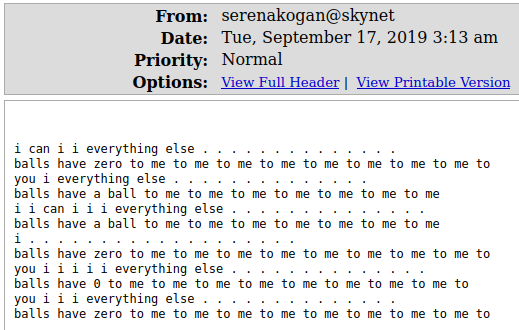 From: serenakogan@skynet
Date: Tue, September 17, 2019 3:13 am
Priority: Normal
Options: View Full Header | View Printable Version
i can i i everything else . . . . . . . . . . . . . .
balls have zero to me to me to me to me to me to me to me to me to
you i everything else . . . . . . . . . . . . . .
balls have a ball to me to me to me to me to me to me to me
i i can i i i everything else . . . . . . . . . . . . . .
balls have a ball to me to me to me to me to me to me to me
i . . . . . . . . . . . . . . . . . . .
balls have zero to me to me to me to me to me to me to me to me to
you i i i i i everything else . . . . . . . . . . . . . .
balls have 0 to me to me to me to me to me to me to me to me to
you i i i everything else . . . . . . . . . . . . . .
balls have zero to me to me to me to me to me to me to me to me to